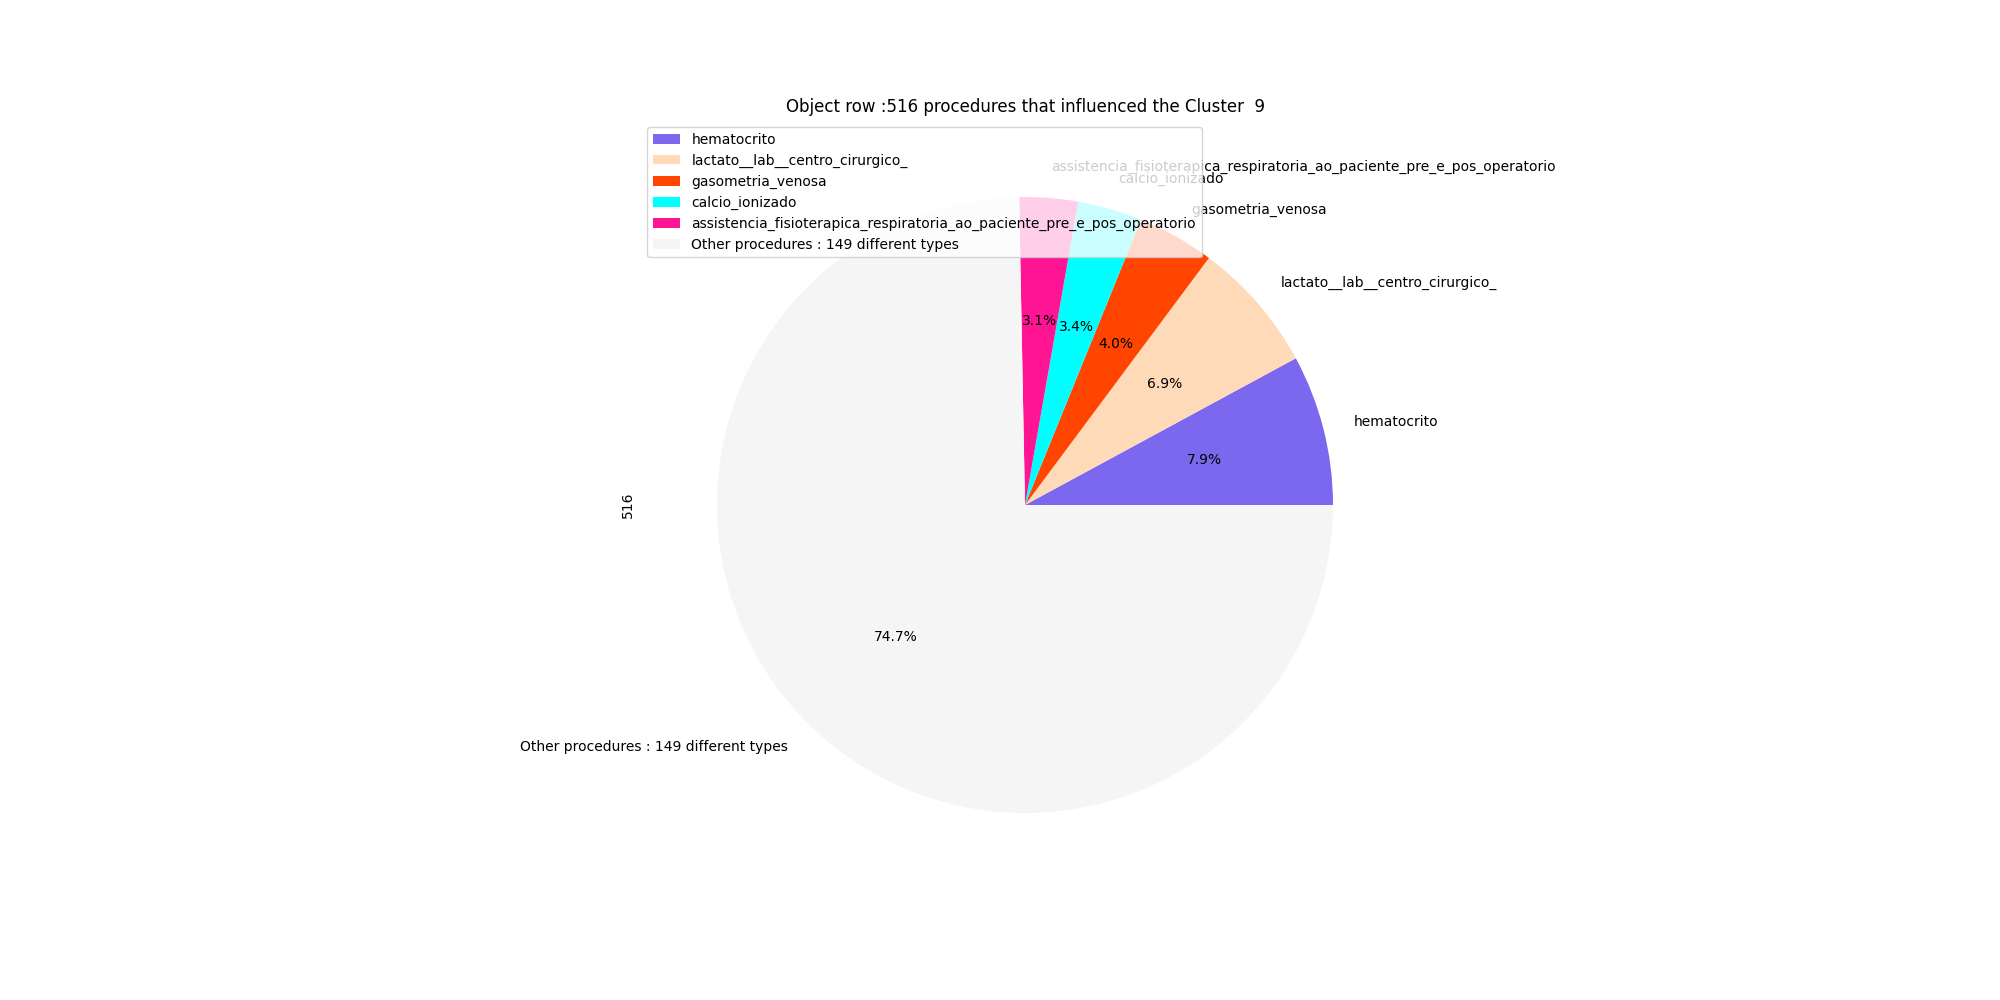 Object row :516 procedures that influenced the Cluster  9
hematocrito
lactato__lab__centro_cirurgico_
gasometria_venosa
calcio_ionizado
assistencia_fisioterapica_respiratoria_ao_paciente_pre_e_pos_operatorio
Other procedures : 149 different types
assistencia_fisioterapica_respiratoria_ao_paciente_pre_e_pos_operatorio
calcio_ionizado
gasometria_venosa
lactato__lab__centro_cirurgico_
hematocrito
3.1%
3.4%
4.0%
6.9%
7.9%
516
74.7%
Other procedures : 149 different types